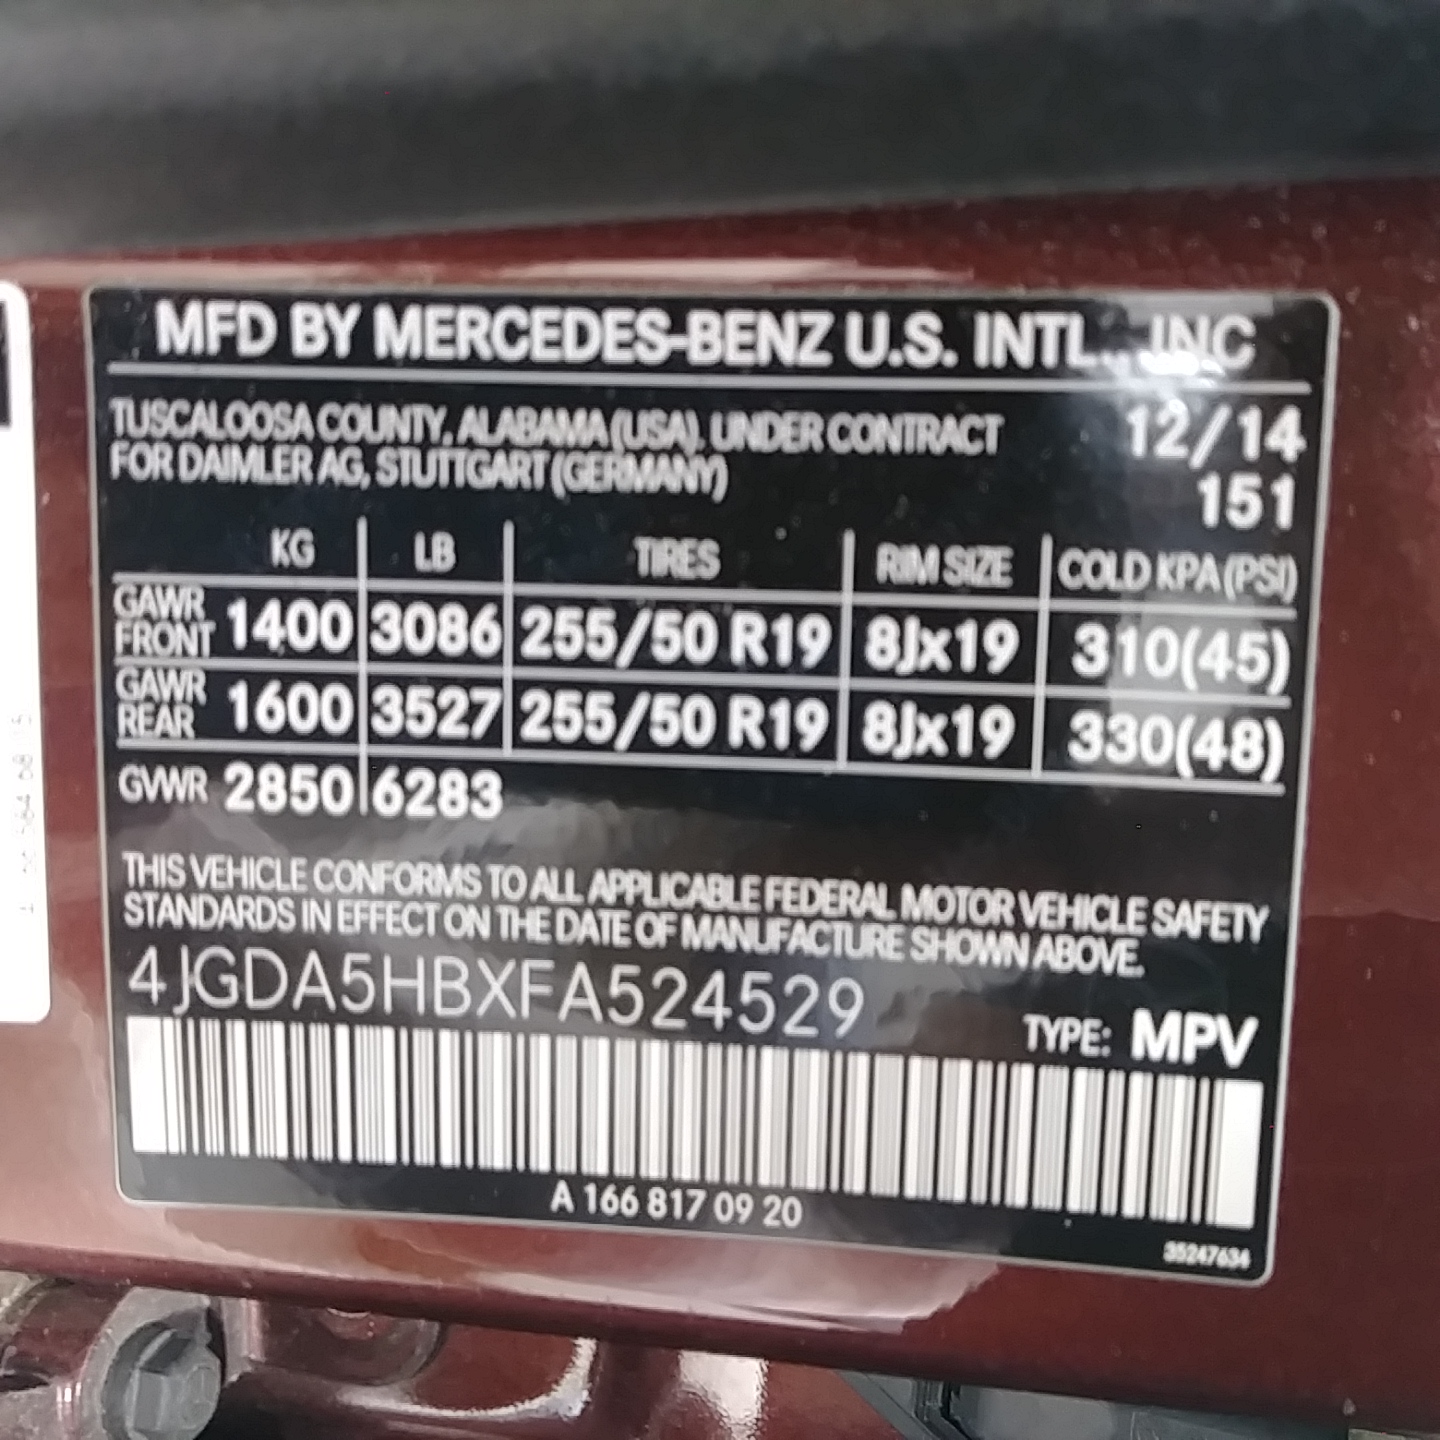 MFD BY MERCEDES-BENZ U.S. INTL., INC
TUSCALOOSA COUNTY, ALABAMA (USA), UNDER CONTRACT
FOR DAIMLER AG, STUTTGART (GERMANY)
12/14
151
KG LB TIRES RIM SIZE COLD KPA (PSI)
GAWR FRONT 1400 3086 255/50 R19 8Jx19 310(45)
GAWR REAR 1600 3527 255/50 R19 8Jx19 330(48)
GVWR 2850 6283
THIS VEHICLE CONFORMS TO ALL APPLICABLE FEDERAL MOTOR VEHICLE SAFETY
STANDARDS IN EFFECT ON THE DATE OF MANUFACTURE SHOWN ABOVE.
4JGDA5HBXFA524529
TYPE: MPV
A 166 817 09 20
35247634